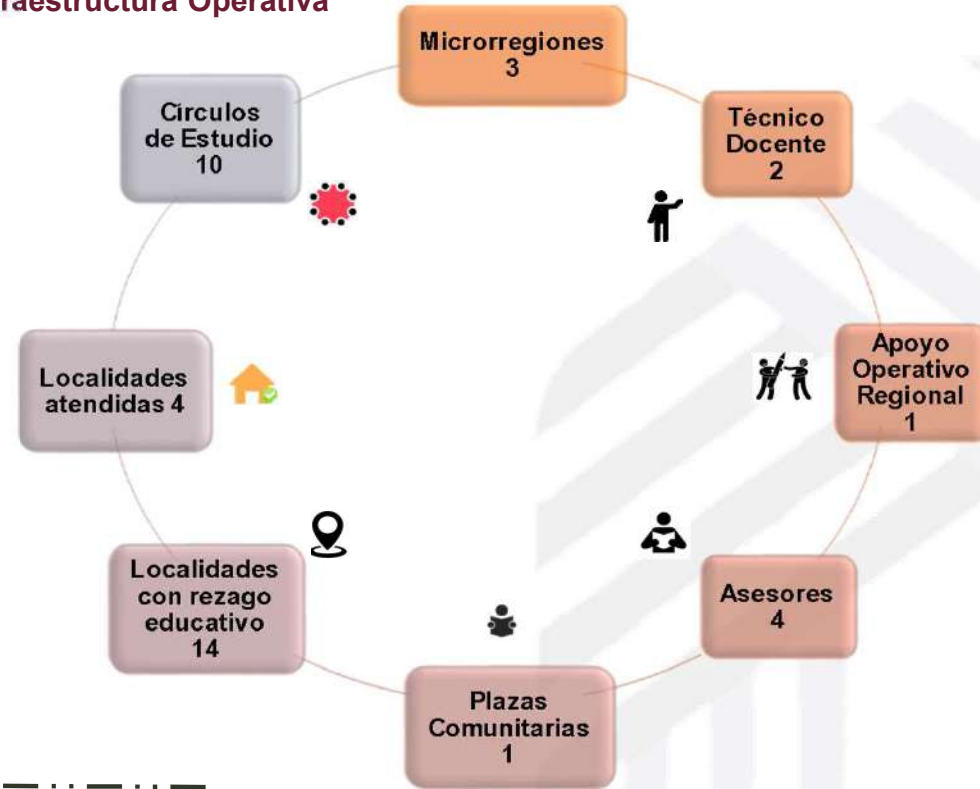 raestructura Operativa
Microrregiones
3
Técnico
Docente
2
Apoyo
Operativo
Regional
1
Asesores
4
Plazas
Comunitarias
1
Localidades
con rezago
educativo
14
Localidades
atendidas 4
Círculos
de Estudio
10